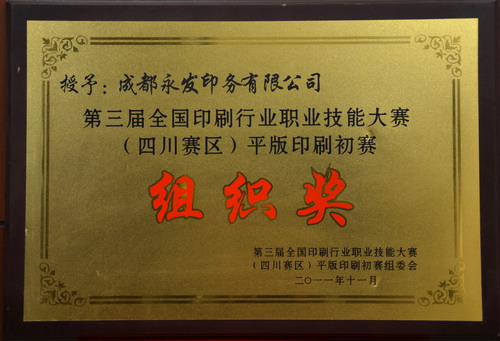 授予：成都永发印务有限公司
第三届全国印刷行业职业技能大赛
（四川赛区）平版印刷初赛
组织奖
第三届全国印刷行业职业技能大赛
（四川赛区）平版印刷初赛组委会
二〇一一年十一月